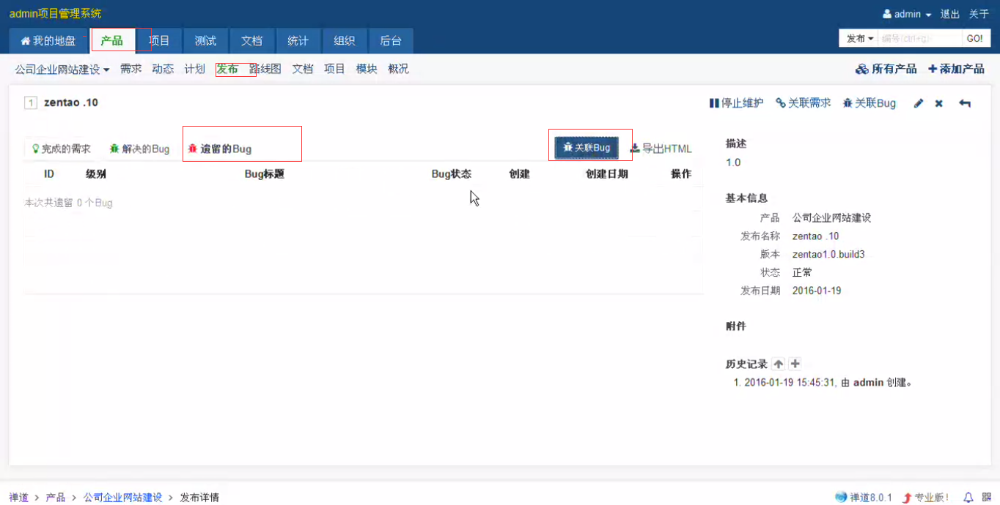 admin项目管理系统 admin 退出 关于
我的地盘 产品 项目 测试 文档 统计 组织 后台 发布 编号(ctrl+g) GO!
公司企业网站建设 需求 动态 计划 发布 路线图 文档 项目 模块 概况 所有产品 添加产品
1 zentao .10 停止维护 关联需求 关联Bug
完成的需求 解决的Bug 遗留的Bug 关联Bug 导出HTML
ID 级别 Bug标题 Bug状态 创建 创建日期 操作
本次共遗留 0 个Bug
描述
1.0
基本信息
产品 公司企业网站建设
发布名称 zentao .10
版本 zentao1.0.build3
状态 正常
发布日期 2016-01-19
附件
历史记录
1. 2016-01-19 15:45:31, 由 admin 创建。
禅道 > 产品 > 公司企业网站建设 > 发布详情 禅道8.0.1 专业版!